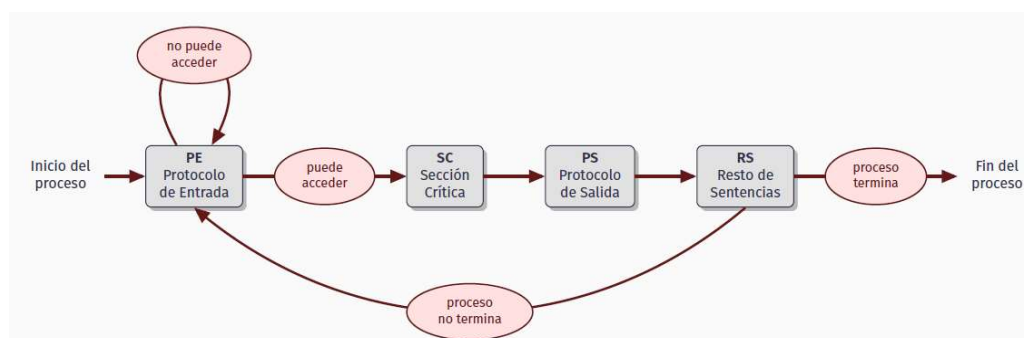 no puede
acceder
Inicio del
proceso
PE
Protocolo
de Entrada
puede
acceder
SC
Sección
Crítica
PS
Protocolo
de Salida
RS
Resto de
Sentencias
proceso
termina
Fin del
proceso
proceso
no termina